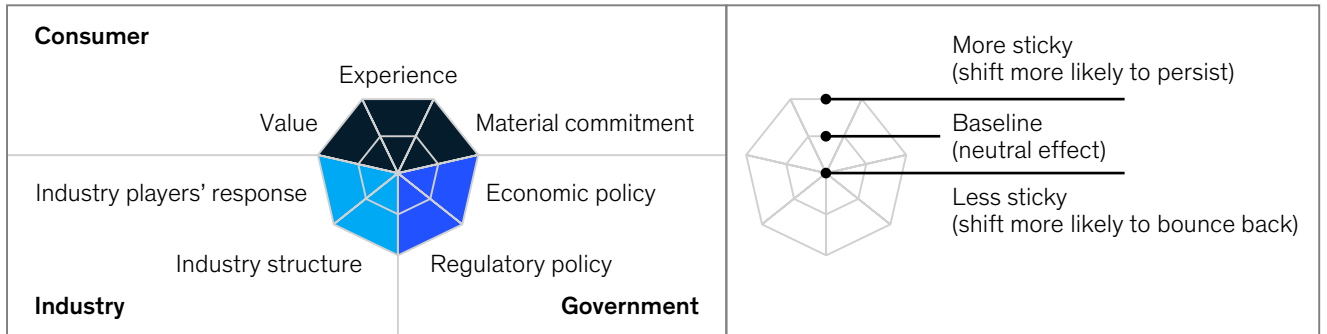 Consumer
Experience
Value
Material commitment
Industry players’ response
Economic policy
Industry structure
Regulatory policy
Industry
Government
More sticky
(shift more likely to persist)
Baseline
(neutral effect)
Less sticky
(shift more likely to bounce back)